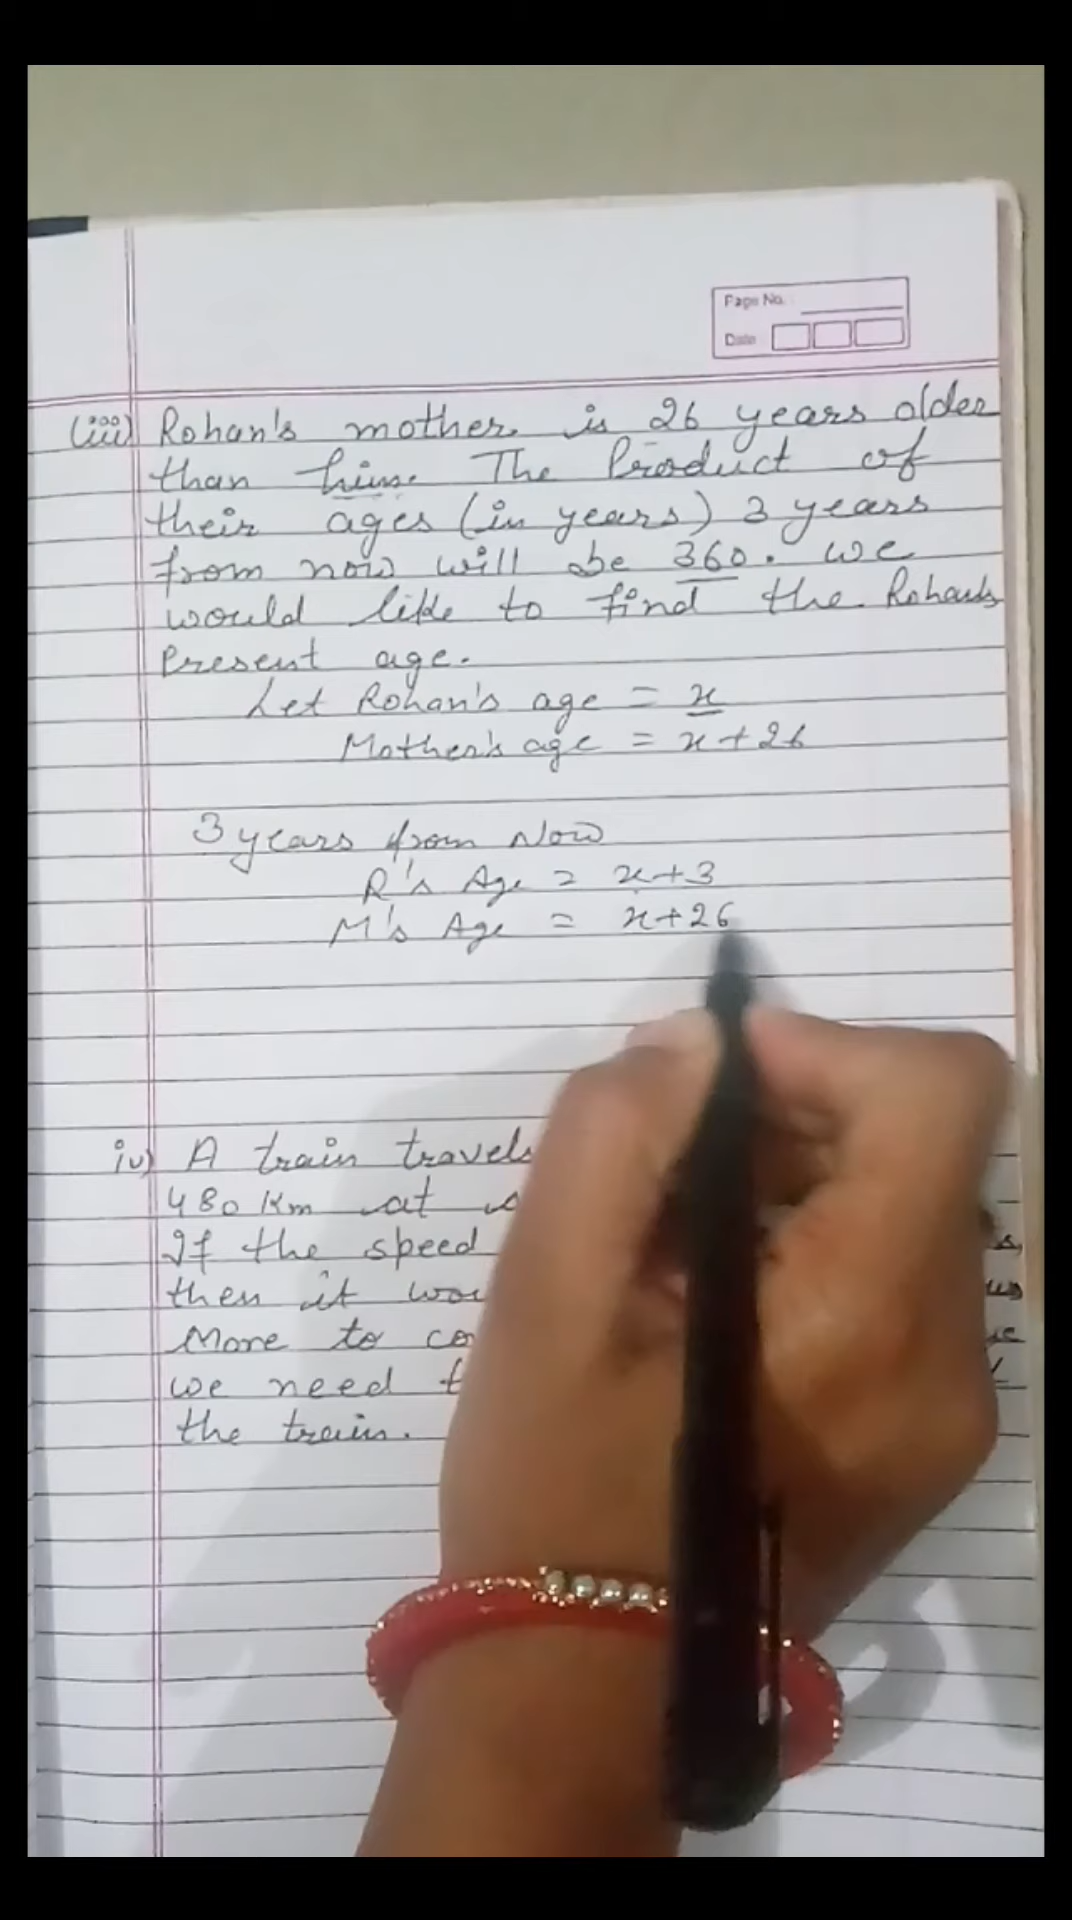 Page No.
Date
(iii) Rohan's mother is 26 years older
than him. The Product of
their ages (in years) 3 years
from now will be 360. we
would like to find the Rohan's
Present age.
Let Rohan's age = x
Mother's age = x + 26
3 years from Now
R's Age = x+3
M's Age = x+26
iv) A train travels
480 Km at
If the speed
then it
More to
we need
the train.